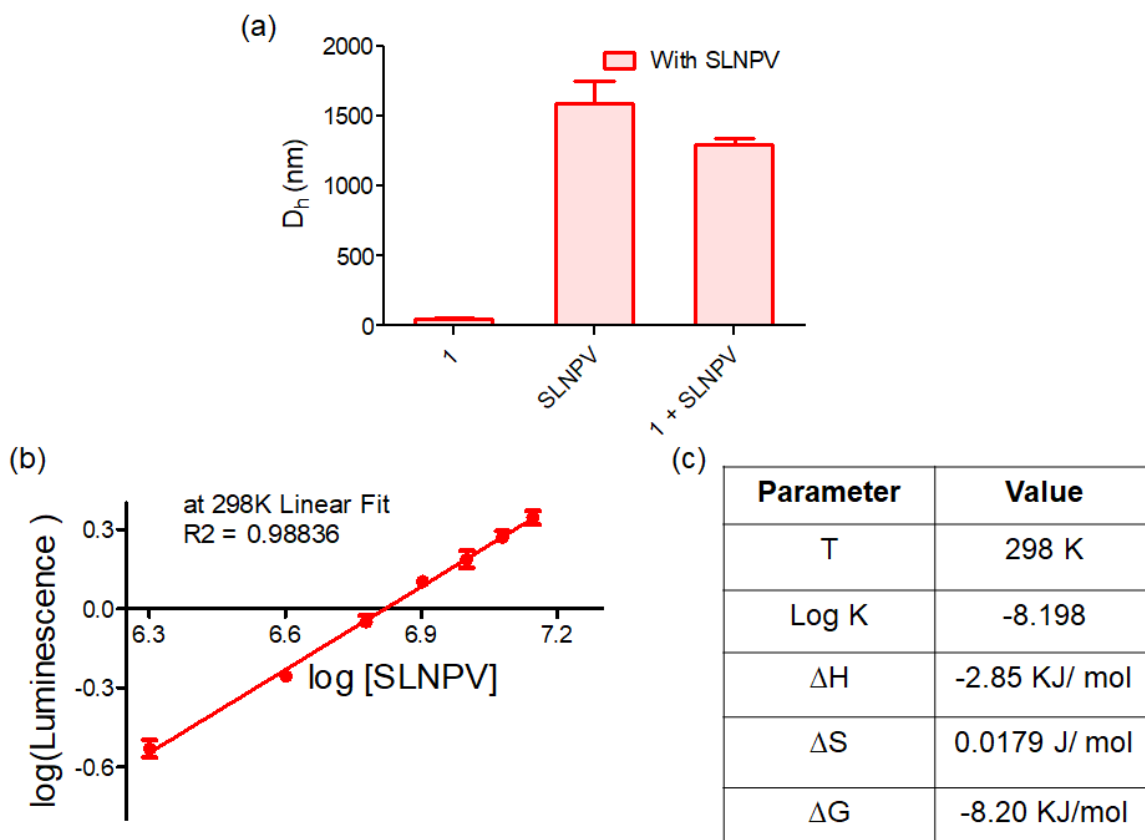 (a)
2000
1500
1000
500
0
D_h (nm)
With SLNPV
1
SLNPV
1 + SLNPV
(b)
at 298K Linear Fit
R2 = 0.98836
0.3
0.0
-0.3
-0.6
6.3 6.6 6.9 7.2
log(Luminescence )
log [SLNPV]
(c)
Parameter Value
T 298 K
Log K -8.198
ΔH -2.85 KJ/ mol
ΔS 0.0179 J/ mol
ΔG -8.20 KJ/mol